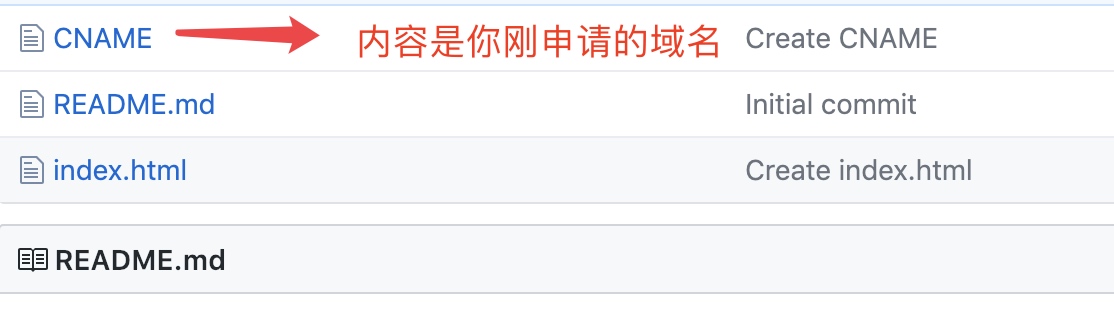 CNAME 内容是你刚申请的域名 Create CNAME
README.md Initial commit
index.html Create index.html
README.md